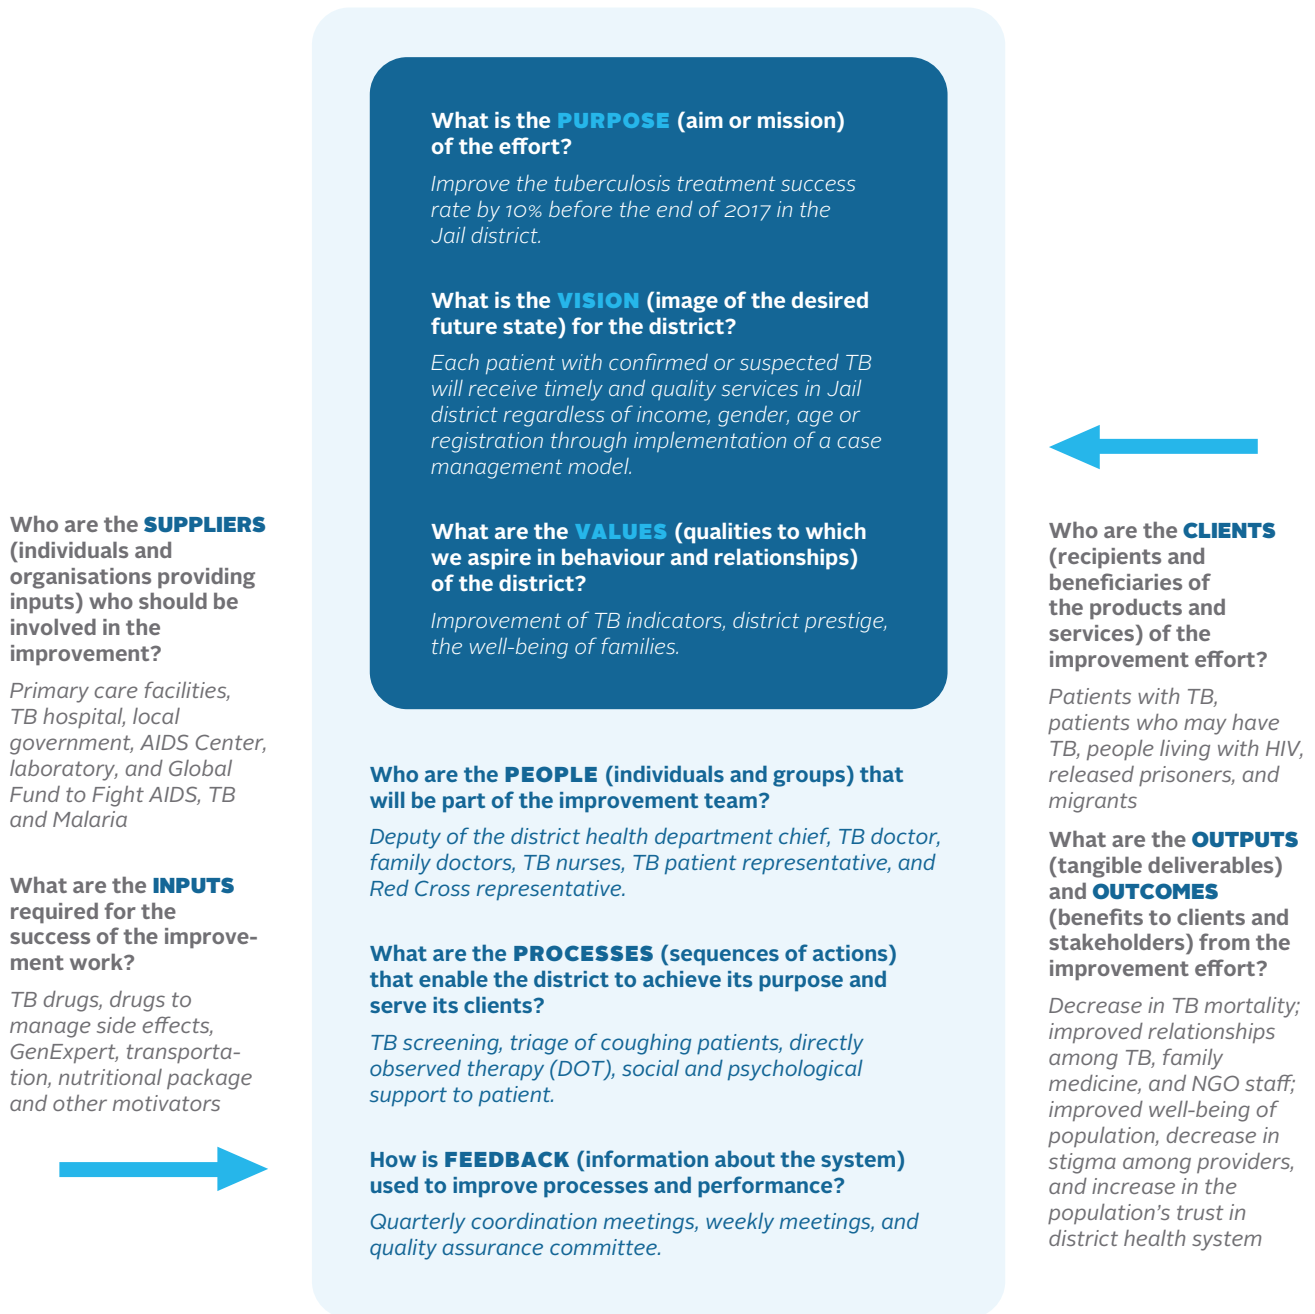 What is the PURPOSE (aim or mission)
of the effort?
Improve the tuberculosis treatment success
rate by 10% before the end of 2017 in the
Jail district.
What is the VISION (image of the desired
future state) for the district?
Each patient with confirmed or suspected TB
will receive timely and quality services in Jail
district regardless of income, gender, age or
registration through implementation of a case
management model.
What are the VALUES (qualities to which
we aspire in behaviour and relationships)
of the district?
Improvement of TB indicators, district prestige,
the well-being of families.
Who are the SUPPLIERS
(individuals and
organisations providing
inputs) who should be
involved in the
improvement?
Primary care facilities,
TB hospital, local
government, AIDS Center,
laboratory, and Global
Fund to Fight AIDS, TB
and Malaria
What are the INPUTS
required for the
success of the improve-
ment work?
TB drugs, drugs to
manage side effects,
GenExpert, transporta-
tion, nutritional package
and other motivators
Who are the PEOPLE (individuals and groups) that
will be part of the improvement team?
Deputy of the district health department chief, TB doctor,
family doctors, TB nurses, TB patient representative, and
Red Cross representative.
What are the PROCESSES (sequences of actions)
that enable the district to achieve its purpose and
serve its clients?
TB screening, triage of coughing patients, directly
observed therapy (DOT), social and psychological
support to patient.
How is FEEDBACK (information about the system)
used to improve processes and performance?
Quarterly coordination meetings, weekly meetings, and
quality assurance committee.
Who are the CLIENTS
(recipients and
beneficiaries of
the products and
services) of the
improvement effort?
Patients with TB,
patients who may have
TB, people living with HIV,
released prisoners, and
migrants
What are the OUTPUTS
(tangible deliverables)
and OUTCOMES
(benefits to clients and
stakeholders) from the
improvement effort?
Decrease in TB mortality;
improved relationships
among TB, family
medicine, and NGO staff;
improved well-being of
population, decrease in
stigma among providers,
and increase in the
population's trust in
district health system